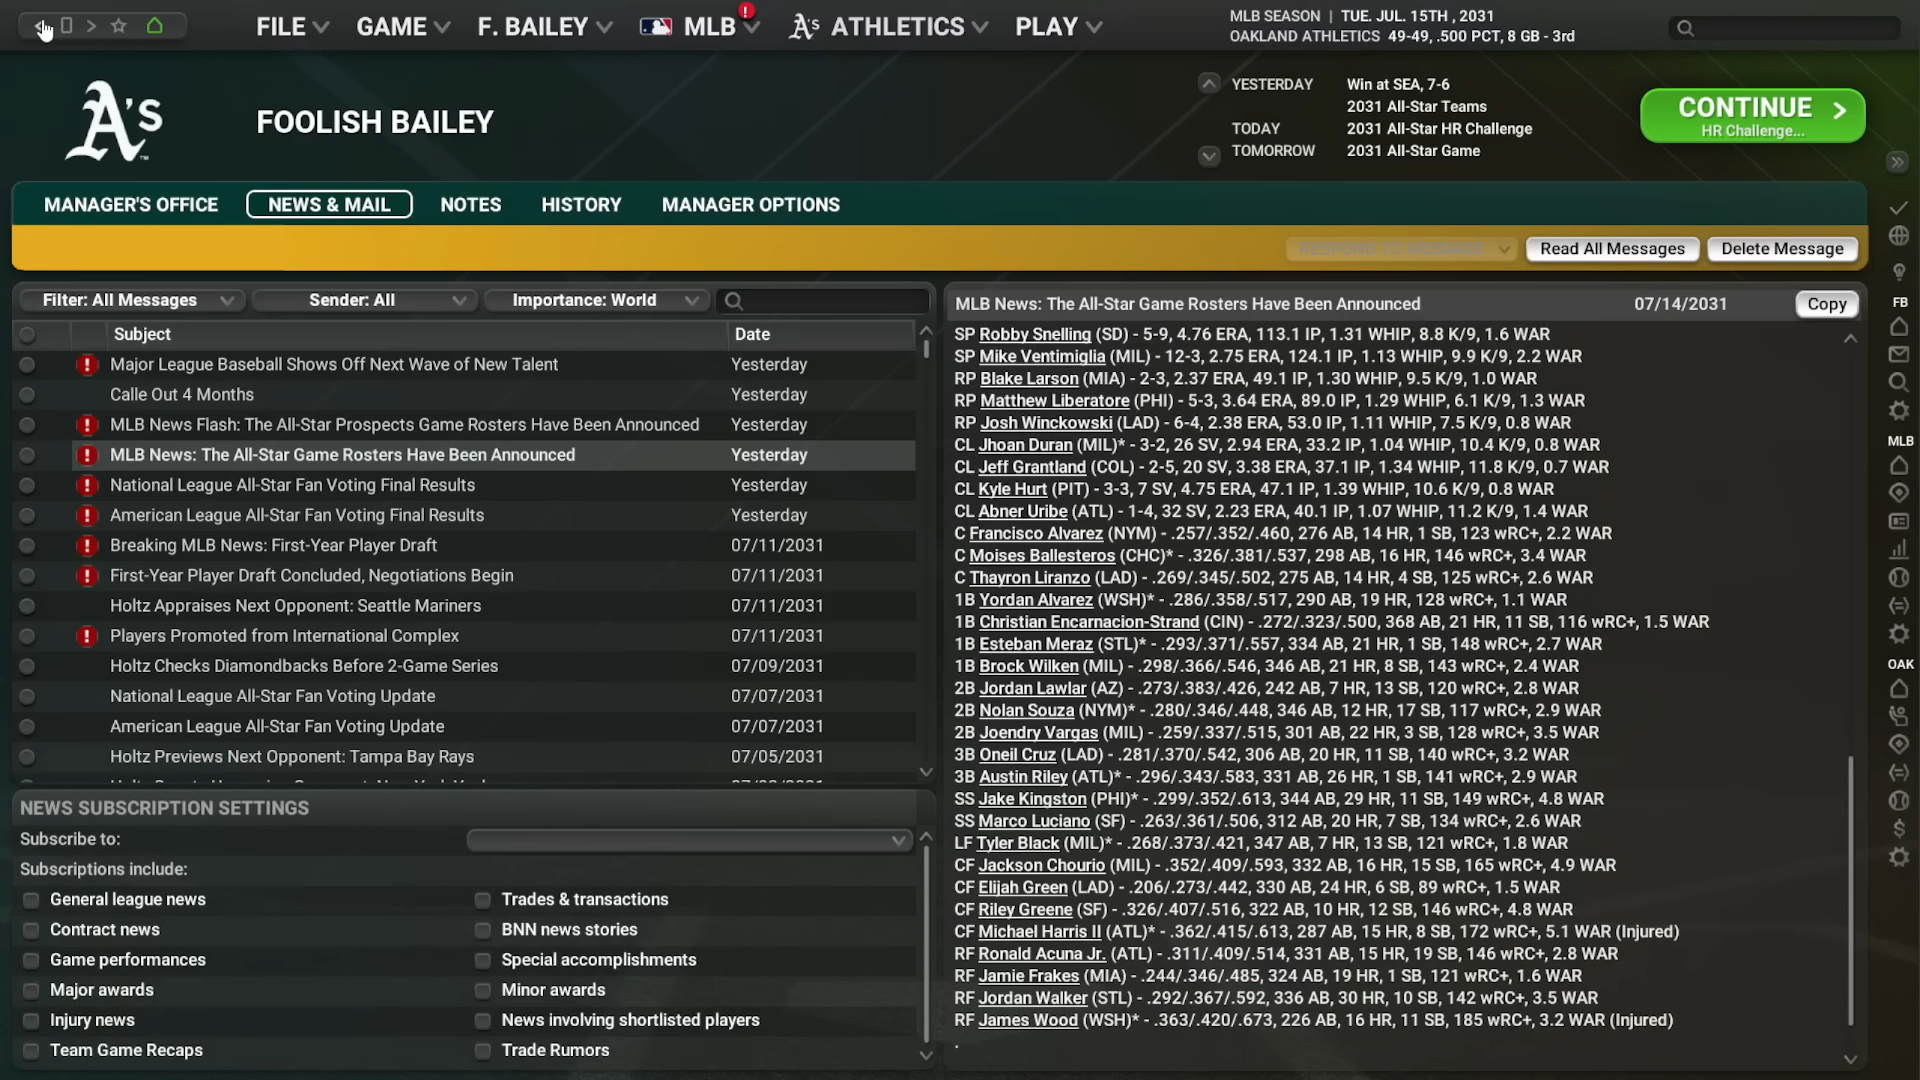 FILE GAME F. BAILEY MLB ATHLETICS PLAY
MLB SEASON | TUE. JUL. 15TH , 2031
OAKLAND ATHLETICS 49-49, .500 PCT, 8 GB - 3rd
A's
FOOLISH BAILEY
YESTERDAY Win at SEA, 7-6
2031 All-Star Teams
TODAY 2031 All-Star HR Challenge
TOMORROW 2031 All-Star Game
CONTINUE
HR Challenge...
MANAGER'S OFFICE NEWS & MAIL NOTES HISTORY MANAGER OPTIONS
RESPOND TO MESSAGE Read All Messages Delete Message
Filter: All Messages Sender: All Importance: World
Subject Date
Major League Baseball Shows Off Next Wave of New Talent Yesterday
Calle Out 4 Months Yesterday
MLB News Flash: The All-Star Prospects Game Rosters Have Been Announced Yesterday
MLB News: The All-Star Game Rosters Have Been Announced Yesterday
National League All-Star Fan Voting Final Results Yesterday
American League All-Star Fan Voting Final Results Yesterday
Breaking MLB News: First-Year Player Draft 07/11/2031
First-Year Player Draft Concluded, Negotiations Begin 07/11/2031
Holtz Appraises Next Opponent: Seattle Mariners 07/11/2031
Players Promoted from International Complex 07/11/2031
Holtz Checks Diamondbacks Before 2-Game Series 07/09/2031
National League All-Star Fan Voting Update 07/07/2031
American League All-Star Fan Voting Update 07/07/2031
Holtz Previews Next Opponent: Tampa Bay Rays 07/05/2031
NEWS SUBSCRIPTION SETTINGS
Subscribe to:
Subscriptions include:
General league news Trades & transactions
Contract news BNN news stories
Game performances Special accomplishments
Major awards Minor awards
Injury news News involving shortlisted players
Team Game Recaps Trade Rumors
MLB News: The All-Star Game Rosters Have Been Announced 07/14/2031 Copy
SP Robby Snelling (SD) - 5-9, 4.76 ERA, 113.1 IP, 1.31 WHIP, 8.8 K/9, 1.6 WAR
SP Mike Ventimiglia (MIL) - 12-3, 2.75 ERA, 124.1 IP, 1.13 WHIP, 9.9 K/9, 2.2 WAR
RP Blake Larson (MIA) - 2-3, 2.37 ERA, 49.1 IP, 1.30 WHIP, 9.5 K/9, 1.0 WAR
RP Matthew Liberatore (PHI) - 5-3, 3.64 ERA, 89.0 IP, 1.29 WHIP, 6.1 K/9, 1.3 WAR
RP Josh Winckowski (LAD) - 6-4, 2.38 ERA, 53.0 IP, 1.11 WHIP, 7.5 K/9, 0.8 WAR
CL Jhoan Duran (MIL)* - 3-2, 26 SV, 2.94 ERA, 33.2 IP, 1.04 WHIP, 10.4 K/9, 0.8 WAR
CL Jeff Grantland (COL) - 2-5, 20 SV, 3.38 ERA, 37.1 IP, 1.34 WHIP, 11.8 K/9, 0.7 WAR
CL Kyle Hurt (PIT) - 3-3, 7 SV, 4.75 ERA, 47.1 IP, 1.39 WHIP, 10.6 K/9, 0.8 WAR
CL Abner Uribe (ATL) - 1-4, 32 SV, 2.23 ERA, 40.1 IP, 1.07 WHIP, 11.2 K/9, 1.4 WAR
C Francisco Alvarez (NYM) - .257/.352/.460, 276 AB, 14 HR, 1 SB, 123 wRC+, 2.2 WAR
C Moises Ballesteros (CHC)* - .326/.381/.537, 298 AB, 16 HR, 146 wRC+, 3.4 WAR
C Thayron Liranzo (LAD) - .269/.345/.502, 275 AB, 14 HR, 4 SB, 125 wRC+, 2.6 WAR
1B Yordan Alvarez (WSH)* - .286/.358/.517, 290 AB, 19 HR, 128 wRC+, 1.1 WAR
1B Christian Encarnacion-Strand (CIN) - .272/.323/.500, 368 AB, 21 HR, 11 SB, 116 wRC+, 1.5 WAR
1B Esteban Meraz (STL)* - .293/.371/.557, 334 AB, 21 HR, 1 SB, 148 wRC+, 2.7 WAR
1B Brock Wilken (MIL) - .298/.366/.546, 346 AB, 21 HR, 8 SB, 143 wRC+, 2.4 WAR
2B Jordan Lawlar (AZ) - .273/.383/.426, 242 AB, 7 HR, 13 SB, 120 wRC+, 2.8 WAR
2B Nolan Souza (NYM)* - .280/.346/.448, 346 AB, 12 HR, 17 SB, 117 wRC+, 2.9 WAR
2B Joendry Vargas (MIL) - .259/.337/.515, 301 AB, 22 HR, 3 SB, 128 wRC+, 3.5 WAR
3B Oneil Cruz (LAD) - .281/.370/.542, 306 AB, 20 HR, 11 SB, 140 wRC+, 3.2 WAR
3B Austin Riley (ATL)* - .296/.343/.583, 331 AB, 26 HR, 1 SB, 141 wRC+, 2.9 WAR
SS Jake Kingston (PHI)* - .299/.352/.613, 344 AB, 29 HR, 11 SB, 149 wRC+, 4.8 WAR
SS Marco Luciano (SF) - .263/.361/.506, 312 AB, 20 HR, 7 SB, 134 wRC+, 2.6 WAR
LF Tyler Black (MIL)* - .268/.373/.421, 347 AB, 7 HR, 13 SB, 121 wRC+, 1.8 WAR
CF Jackson Chourio (MIL) - .352/.409/.593, 332 AB, 16 HR, 15 SB, 165 wRC+, 4.9 WAR
CF Elijah Green (LAD) - .206/.273/.442, 330 AB, 24 HR, 6 SB, 89 wRC+, 1.5 WAR
CF Riley Greene (SF) - .326/.407/.516, 322 AB, 10 HR, 12 SB, 146 wRC+, 4.8 WAR
CF Michael Harris II (ATL)* - .362/.415/.613, 287 AB, 15 HR, 8 SB, 172 wRC+, 5.1 WAR (Injured)
RF Ronald Acuna Jr. (ATL) - .311/.409/.514, 331 AB, 15 HR, 19 SB, 146 wRC+, 2.8 WAR
RF Jamie Frakes (MIA) - .244/.346/.485, 324 AB, 19 HR, 1 SB, 121 wRC+, 1.6 WAR
RF Jordan Walker (STL) - .292/.367/.592, 336 AB, 30 HR, 10 SB, 142 wRC+, 3.5 WAR
RF James Wood (WSH)* - .363/.420/.673, 226 AB, 16 HR, 11 SB, 185 wRC+, 3.2 WAR (Injured)
.
FB
MLB
OAK